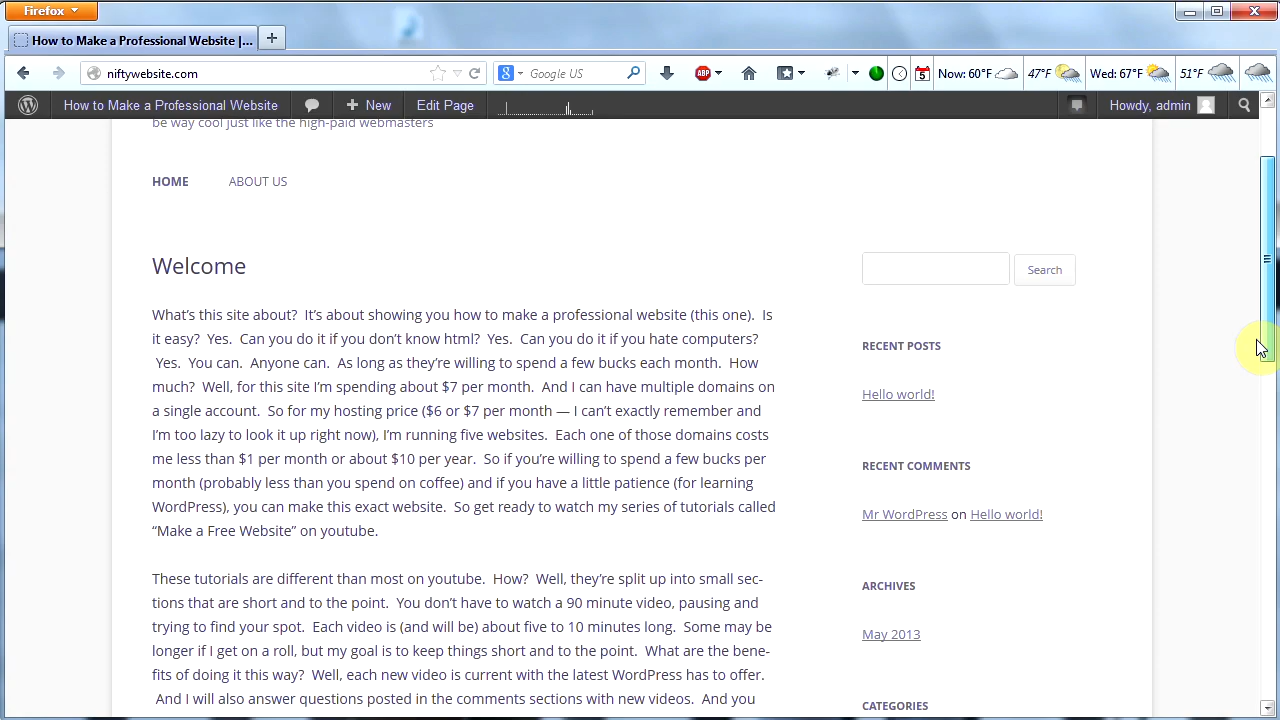 Firefox
How to Make a Professional Website |...
niftywebsite.com
Google US
ABP
5
Now: 60°F
47°F
Wed: 67°F
51°F
How to Make a Professional Website
New
Edit Page
Howdy, admin
be way cool just like the high-paid webmasters
HOME
ABOUT US
Welcome
What's this site about?  It's about showing you how to make a professional website (this one).  Is
it easy?  Yes.  Can you do it if you don't know html?  Yes.  Can you do it if you hate computers?
Yes.  You can.  Anyone can.  As long as they're willing to spend a few bucks each month.  How
much?  Well, for this site I'm spending about $7 per month.  And I can have multiple domains on
a single account.  So for my hosting price ($6 or $7 per month — I can't exactly remember and
I'm too lazy to look it up right now), I'm running five websites.  Each one of those domains costs
me less than $1 per month or about $10 per year.  So if you're willing to spend a few bucks per
month (probably less than you spend on coffee) and if you have a little patience (for learning
WordPress), you can make this exact website.  So get ready to watch my series of tutorials called
“Make a Free Website” on youtube.
These tutorials are different than most on youtube.  How?  Well, they're split up into small sec-
tions that are short and to the point.  You don't have to watch a 90 minute video, pausing and
trying to find your spot.  Each video is (and will be) about five to 10 minutes long.  Some may be
longer if I get on a roll, but my goal is to keep things short and to the point.  What are the bene-
fits of doing it this way?  Well, each new video is current with the latest WordPress has to offer.
And I will also answer questions posted in the comments sections with new videos.  And you
Search
RECENT POSTS
Hello world!
RECENT COMMENTS
Mr WordPress on Hello world!
ARCHIVES
May 2013
CATEGORIES